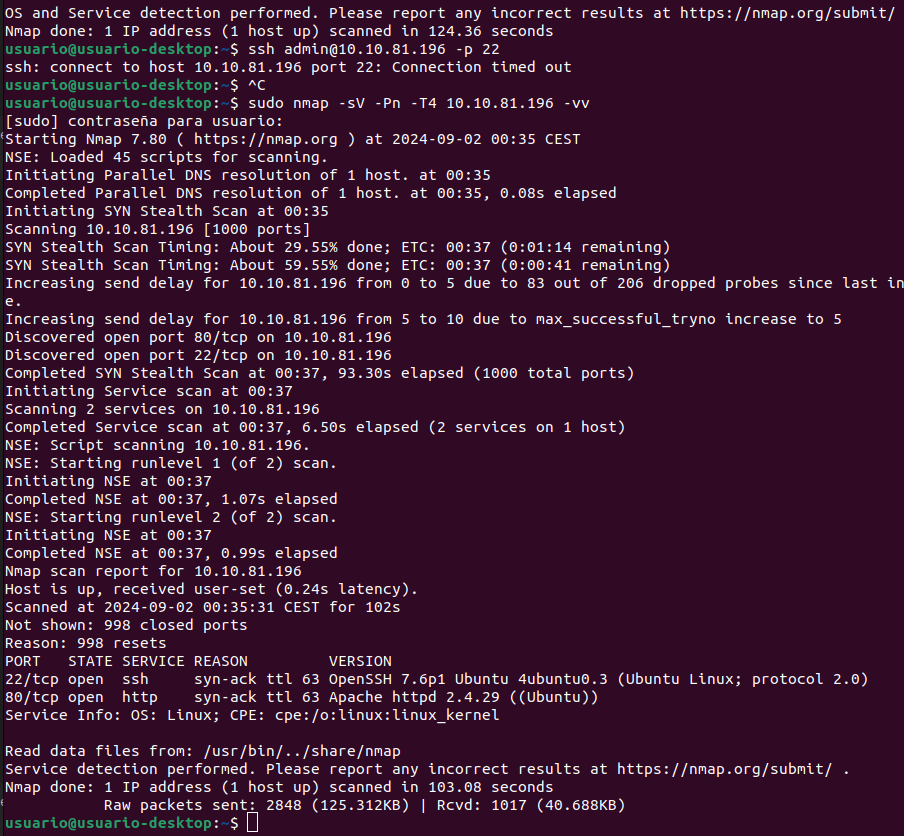 OS and Service detection performed. Please report any incorrect results at https://nmap.org/submit/
Nmap done: 1 IP address (1 host up) scanned in 124.36 seconds
usuario@usuario-desktop:~$ ssh admin@10.10.81.196 -p 22
ssh: connect to host 10.10.81.196 port 22: Connection timed out
usuario@usuario-desktop:~$ ^C
usuario@usuario-desktop:~$ sudo nmap -sV -Pn -T4 10.10.81.196 -vv
[sudo] contraseña para usuario:
Starting Nmap 7.80 ( https://nmap.org ) at 2024-09-02 00:35 CEST
NSE: Loaded 45 scripts for scanning.
Initiating Parallel DNS resolution of 1 host. at 00:35
Completed Parallel DNS resolution of 1 host. at 00:35, 0.08s elapsed
Initiating SYN Stealth Scan at 00:35
Scanning 10.10.81.196 [1000 ports]
SYN Stealth Scan Timing: About 29.55% done; ETC: 00:37 (0:01:14 remaining)
SYN Stealth Scan Timing: About 59.55% done; ETC: 00:37 (0:00:41 remaining)
Increasing send delay for 10.10.81.196 from 0 to 5 due to 83 out of 206 dropped probes since last in
e.
Increasing send delay for 10.10.81.196 from 5 to 10 due to max_successful_tryno increase to 5
Discovered open port 80/tcp on 10.10.81.196
Discovered open port 22/tcp on 10.10.81.196
Completed SYN Stealth Scan at 00:37, 93.30s elapsed (1000 total ports)
Initiating Service scan at 00:37
Scanning 2 services on 10.10.81.196
Completed Service scan at 00:37, 6.50s elapsed (2 services on 1 host)
NSE: Script scanning 10.10.81.196.
NSE: Starting runlevel 1 (of 2) scan.
Initiating NSE at 00:37
Completed NSE at 00:37, 1.07s elapsed
NSE: Starting runlevel 2 (of 2) scan.
Initiating NSE at 00:37
Completed NSE at 00:37, 0.99s elapsed
Nmap scan report for 10.10.81.196
Host is up, received user-set (0.24s latency).
Scanned at 2024-09-02 00:35:31 CEST for 102s
Not shown: 998 closed ports
Reason: 998 resets
PORT   STATE SERVICE REASON         VERSION
22/tcp open  ssh     syn-ack ttl 63 OpenSSH 7.6p1 Ubuntu 4ubuntu0.3 (Ubuntu Linux; protocol 2.0)
80/tcp open  http    syn-ack ttl 63 Apache httpd 2.4.29 ((Ubuntu))
Service Info: OS: Linux; CPE: cpe:/o:linux:linux_kernel
Read data files from: /usr/bin/../share/nmap
Service detection performed. Please report any incorrect results at https://nmap.org/submit/ .
Nmap done: 1 IP address (1 host up) scanned in 103.08 seconds
           Raw packets sent: 2848 (125.312KB) | Rcvd: 1017 (40.688KB)
usuario@usuario-desktop:~$